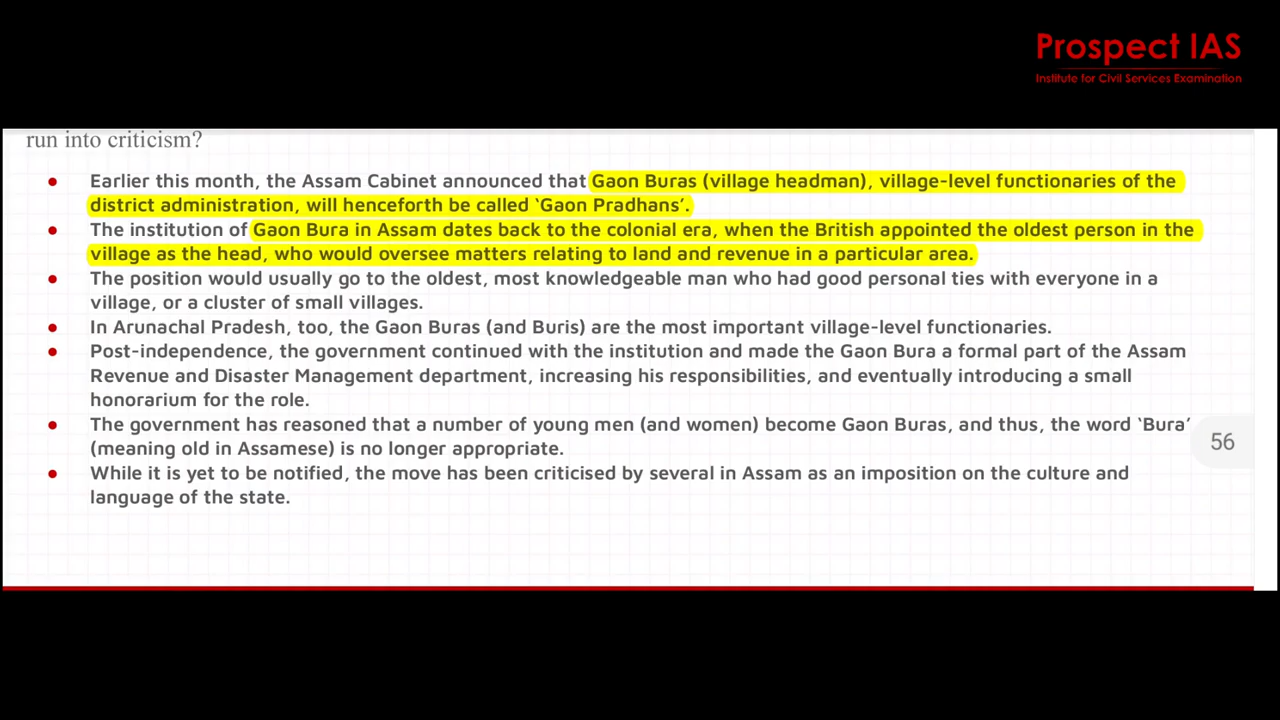 Prospect IAS
Institute for Civil Services Examination
run into criticism?
● Earlier this month, the Assam Cabinet announced that Gaon Buras (village headman), village-level functionaries of the
district administration, will henceforth be called ‘Gaon Pradhans’.
● The institution of Gaon Bura in Assam dates back to the colonial era, when the British appointed the oldest person in the
village as the head, who would oversee matters relating to land and revenue in a particular area.
● The position would usually go to the oldest, most knowledgeable man who had good personal ties with everyone in a
village, or a cluster of small villages.
● In Arunachal Pradesh, too, the Gaon Buras (and Buris) are the most important village-level functionaries.
● Post-independence, the government continued with the institution and made the Gaon Bura a formal part of the Assam
Revenue and Disaster Management department, increasing his responsibilities, and eventually introducing a small
honorarium for the role.
● The government has reasoned that a number of young men (and women) become Gaon Buras, and thus, the word ‘Bura’
(meaning old in Assamese) is no longer appropriate.
56
● While it is yet to be notified, the move has been criticised by several in Assam as an imposition on the culture and
language of the state.